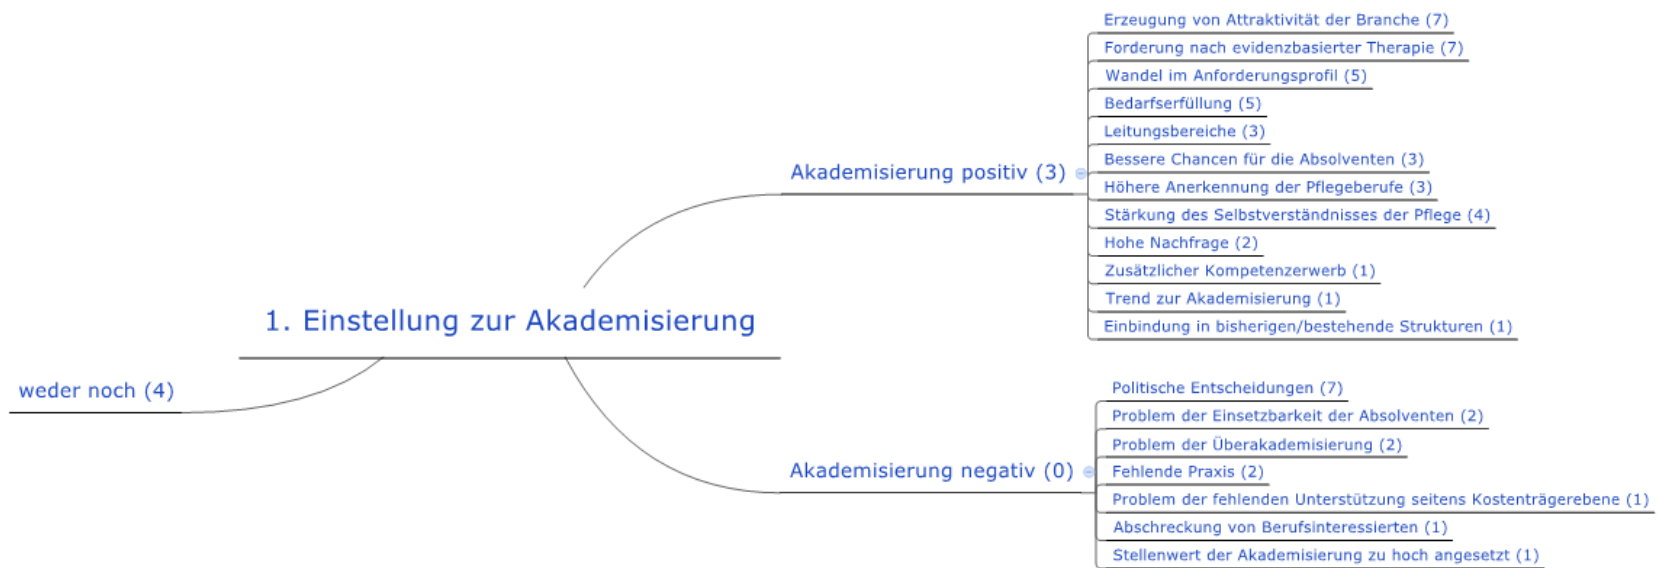 1. Einstellung zur Akademisierung
weder noch (4)
Akademisierung positiv (3)
Erzeugung von Attraktivität der Branche (7)
Forderung nach evidenzbasierter Therapie (7)
Wandel im Anforderungsprofil (5)
Bedarfserfüllung (5)
Leitungsbereiche (3)
Bessere Chancen für die Absolventen (3)
Höhere Anerkennung der Pflegeberufe (3)
Stärkung des Selbstverständnisses der Pflege (4)
Hohe Nachfrage (2)
Zusätzlicher Kompetenzerwerb (1)
Trend zur Akademisierung (1)
Einbindung in bisherigen/bestehende Strukturen (1)
Akademisierung negativ (0)
Politische Entscheidungen (7)
Problem der Einsetzbarkeit der Absolventen (2)
Problem der Überakademisierung (2)
Fehlende Praxis (2)
Problem der fehlenden Unterstützung seitens Kostenträgerebene (1)
Abschreckung von Berufsinteressierten (1)
Stellenwert der Akademisierung zu hoch angesetzt (1)